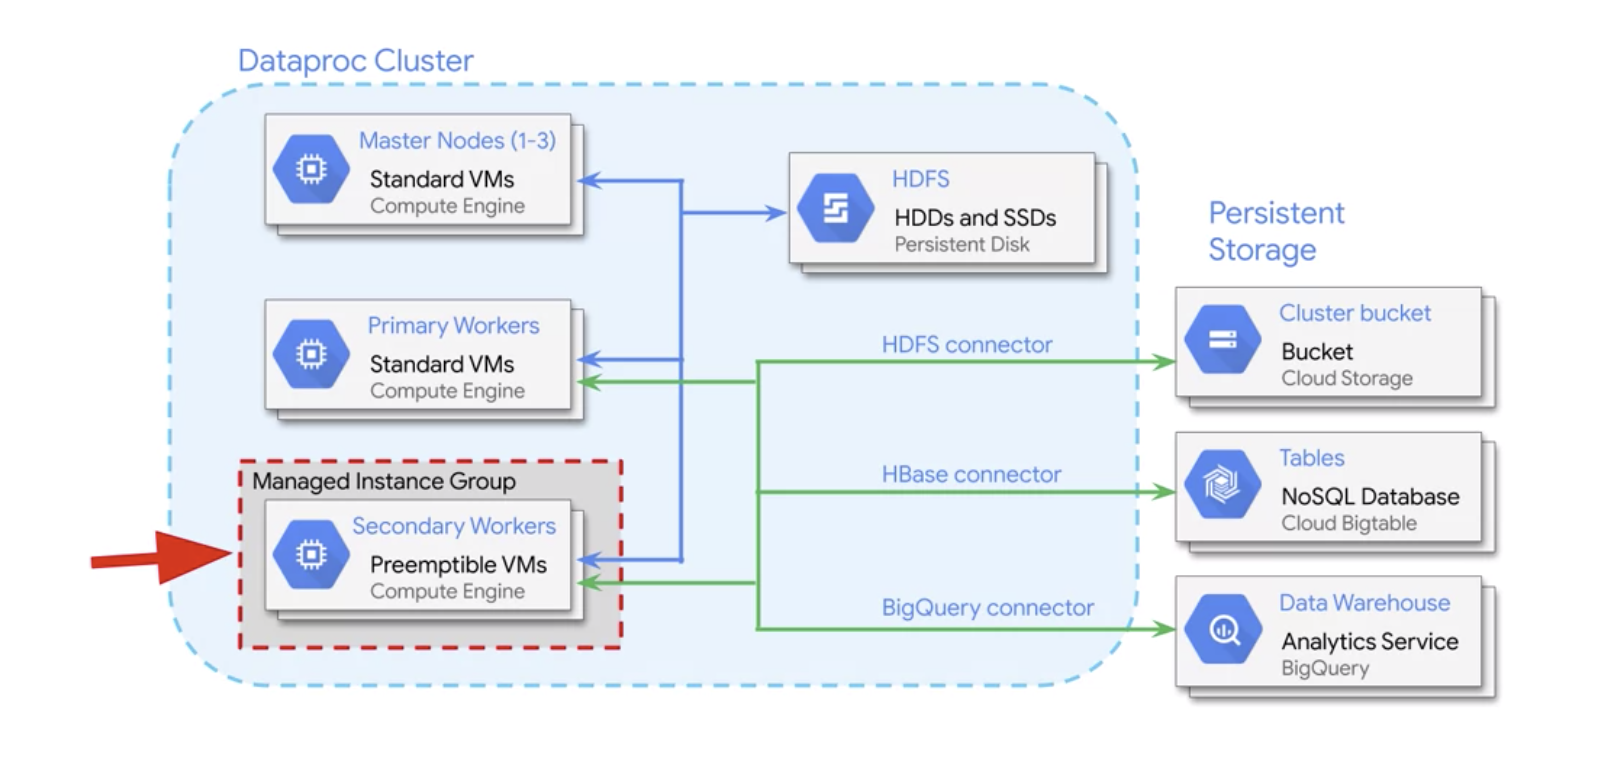 Dataproc Cluster
Master Nodes (1-3)
Standard VMs
Compute Engine
HDFS
HDDs and SSDs
Persistent Disk
Primary Workers
Standard VMs
Compute Engine
Managed Instance Group
Secondary Workers
Preemptible VMs
Compute Engine
HDFS connector
HBase connector
BigQuery connector
Persistent
Storage
Cluster bucket
Bucket
Cloud Storage
Tables
NoSQL Database
Cloud Bigtable
Data Warehouse
Analytics Service
BigQuery